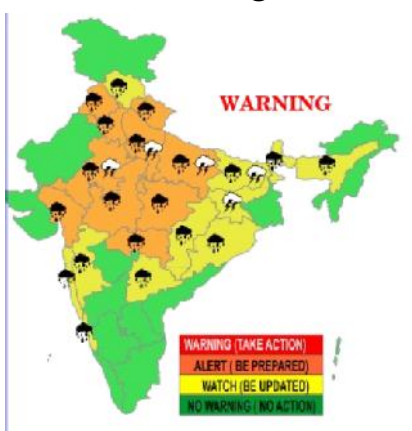 WARNING
WARNING (TAKE ACTION)
ALERT ( BE PREPARED)
WATCH (BE UPDATED)
NO WARNING ( NO ACTION)